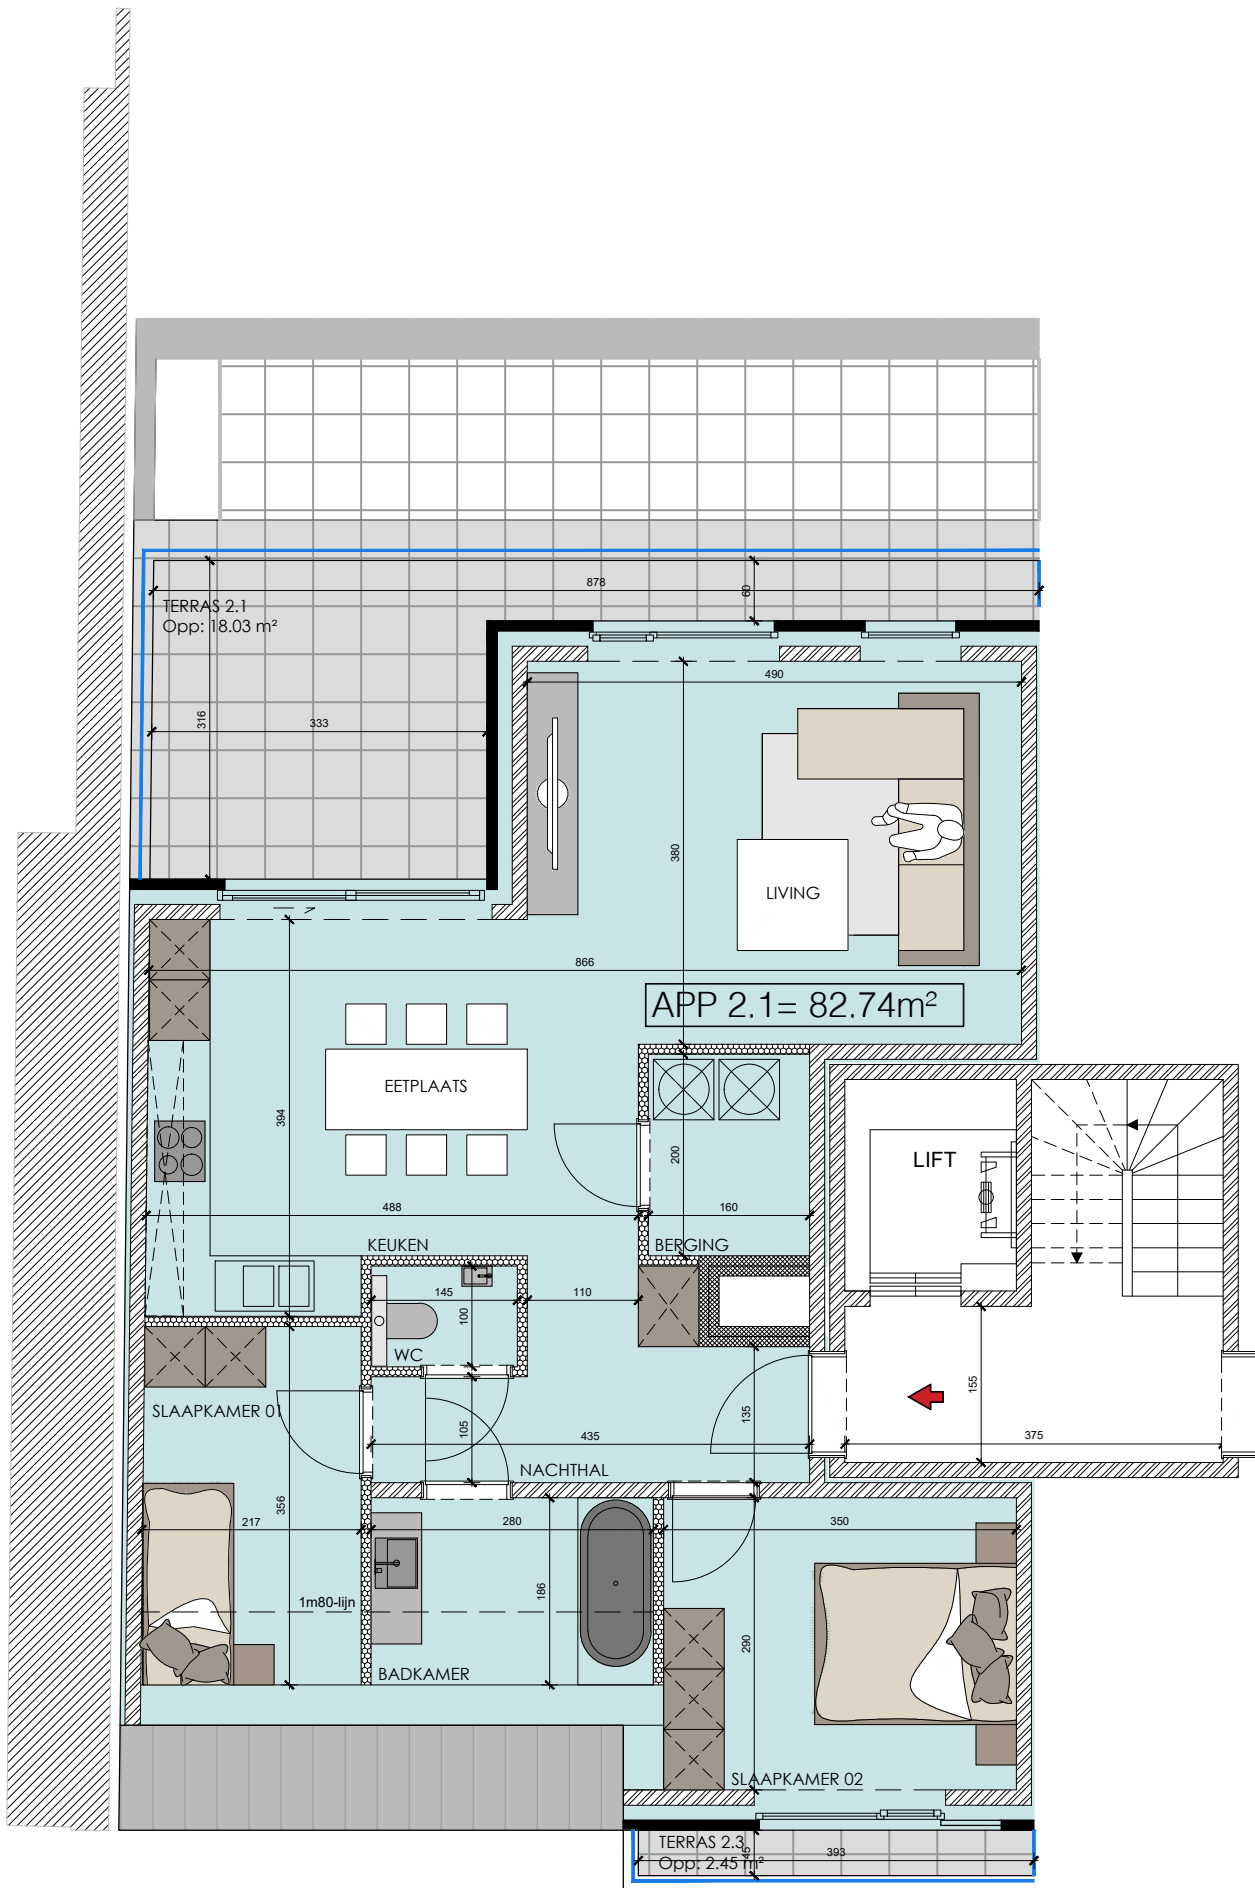 878
60
TERRAS 2.1
Opp: 18.03 m²
316
333
490
380
LIVING
866
APP 2.1= 82.74m²
EETPLAATS
394
200
LIFT
488
160
KEUKEN
BERGING
145
110
100
WC
155
135
SLAAPKAMER 01
105
435
375
NACHTHAL
356
217
280
350
186
1m80-lijn
290
BADKAMER
SLAAPKAMER 02
TERRAS 2.3
45
393
Opp: 2.45 m²